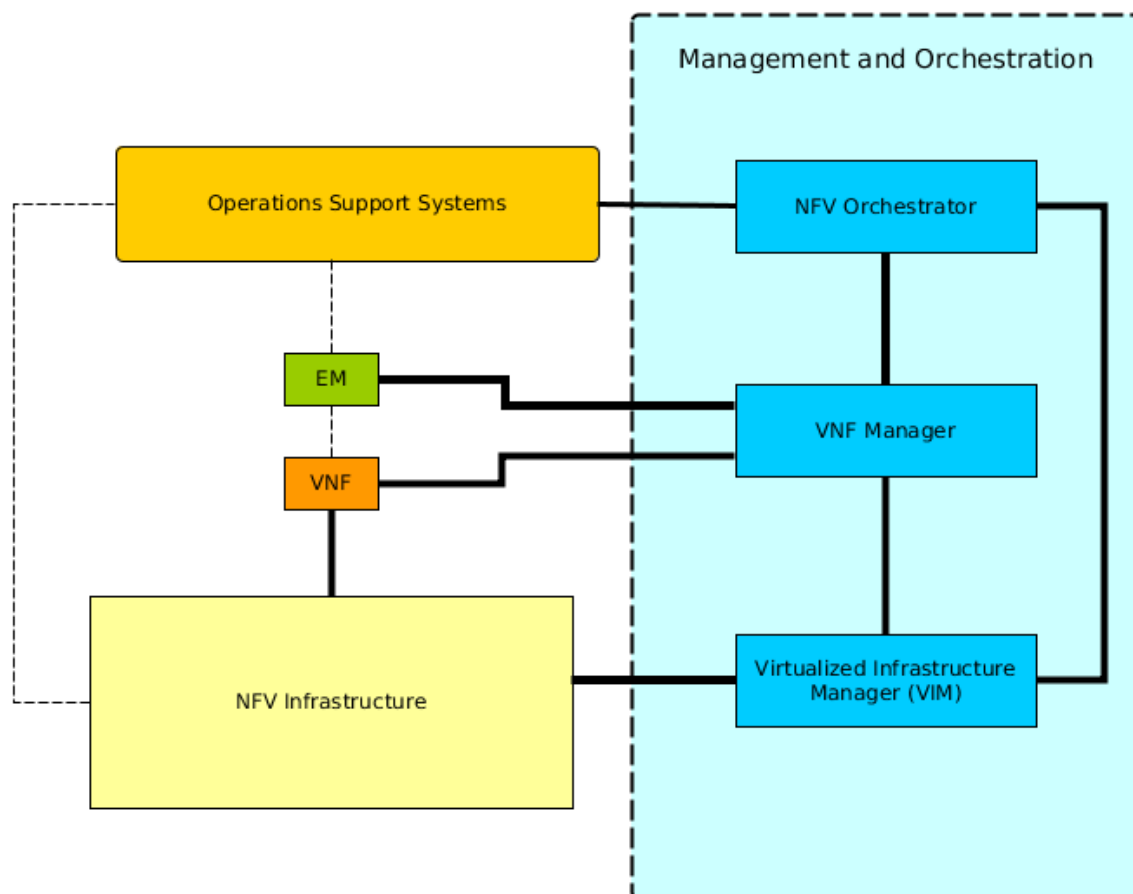 Management and Orchestration
Operations Support Systems
NFV Orchestrator
EM
VNF Manager
VNF
Virtualized Infrastructure
Manager (VIM)
NFV Infrastructure